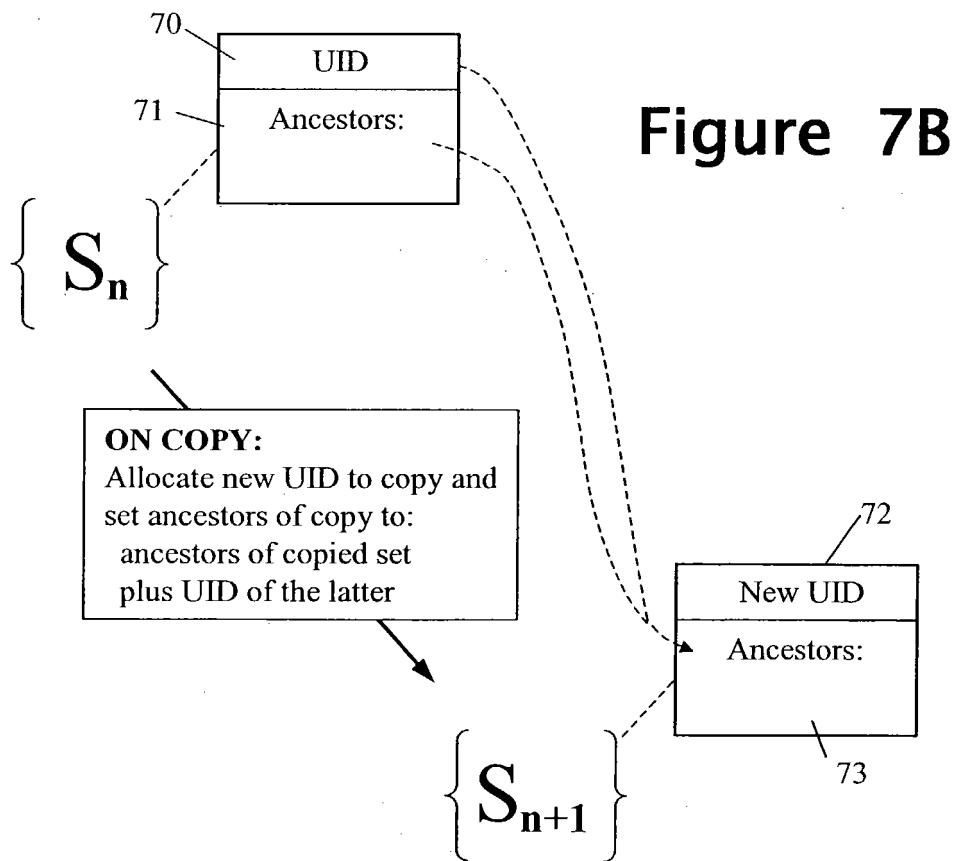 70
UID
71
Ancestors:
Figure 7B
{ Sn }
ON COPY:
Allocate new UID to copy and
set ancestors of copy to:
ancestors of copied set
plus UID of the latter
72
New UID
Ancestors:
73
{ Sn+1 }